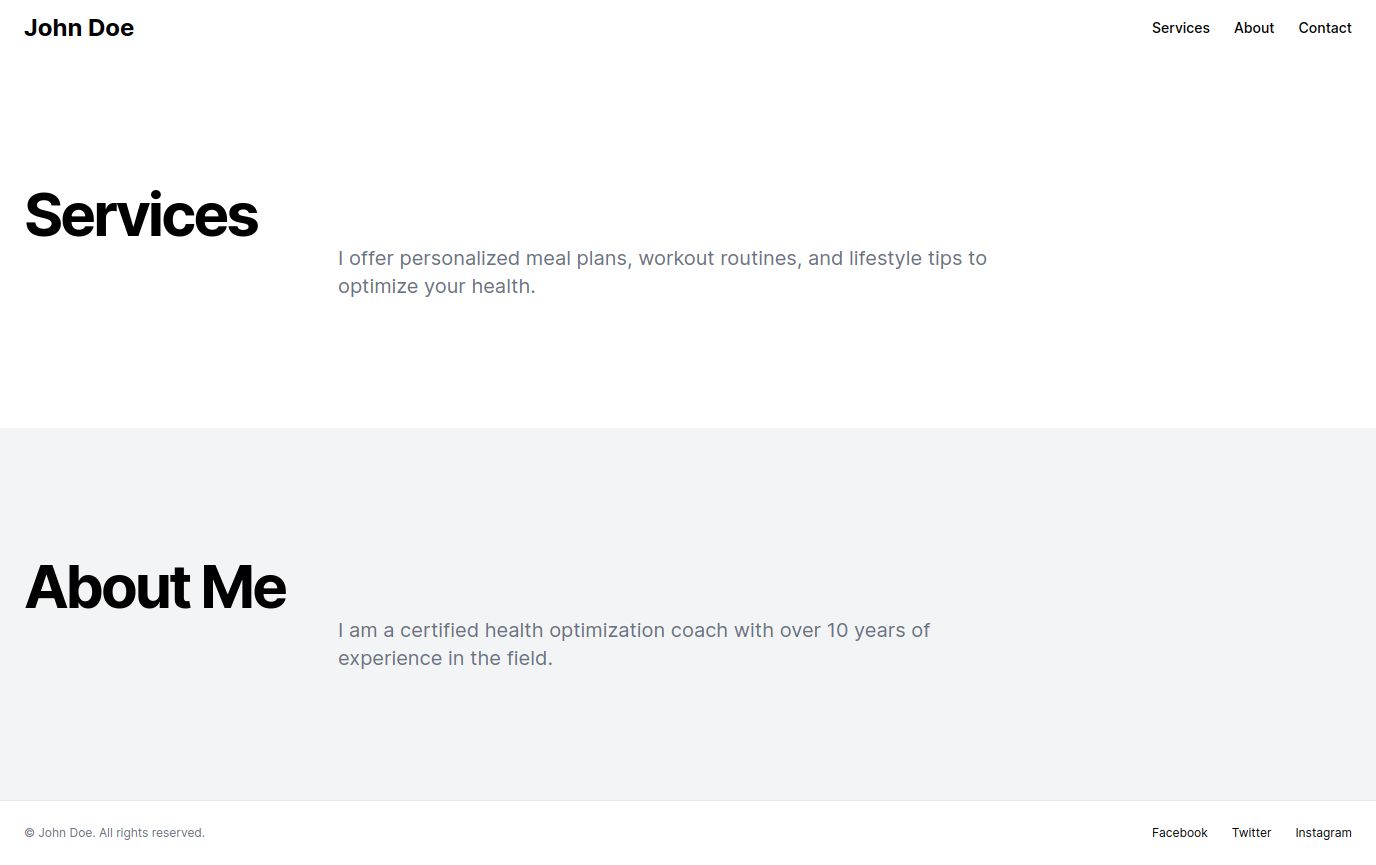 John Doe
Services About Contact
Services
I offer personalized meal plans, workout routines, and lifestyle tips to
optimize your health.
About Me
I am a certified health optimization coach with over 10 years of
experience in the field.
© John Doe. All rights reserved.
Facebook Twitter Instagram